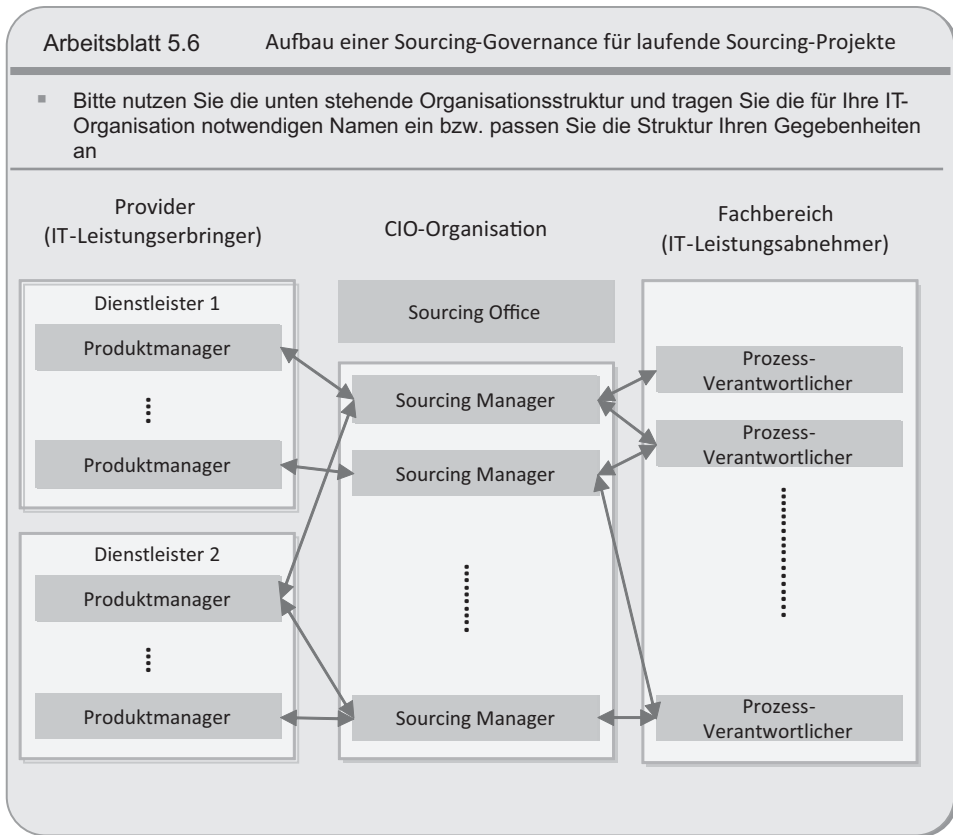 Arbeitsblatt 5.6 Aufbau einer Sourcing-Governance für laufende Sourcing-Projekte
Bitte nutzen Sie die unten stehende Organisationsstruktur und tragen Sie die für Ihre IT-
Organisation notwendigen Namen ein bzw. passen Sie die Struktur Ihren Gegebenheiten
an
Provider
(IT-Leistungserbringer)
Dienstleister 1
Produktmanager
Produktmanager
Dienstleister 2
Produktmanager
Produktmanager
CIO-Organisation
Sourcing Office
Sourcing Manager
Sourcing Manager
Sourcing Manager
Fachbereich
(IT-Leistungsabnehmer)
Prozess-
Verantwortlicher
Prozess-
Verantwortlicher
Prozess-
Verantwortlicher